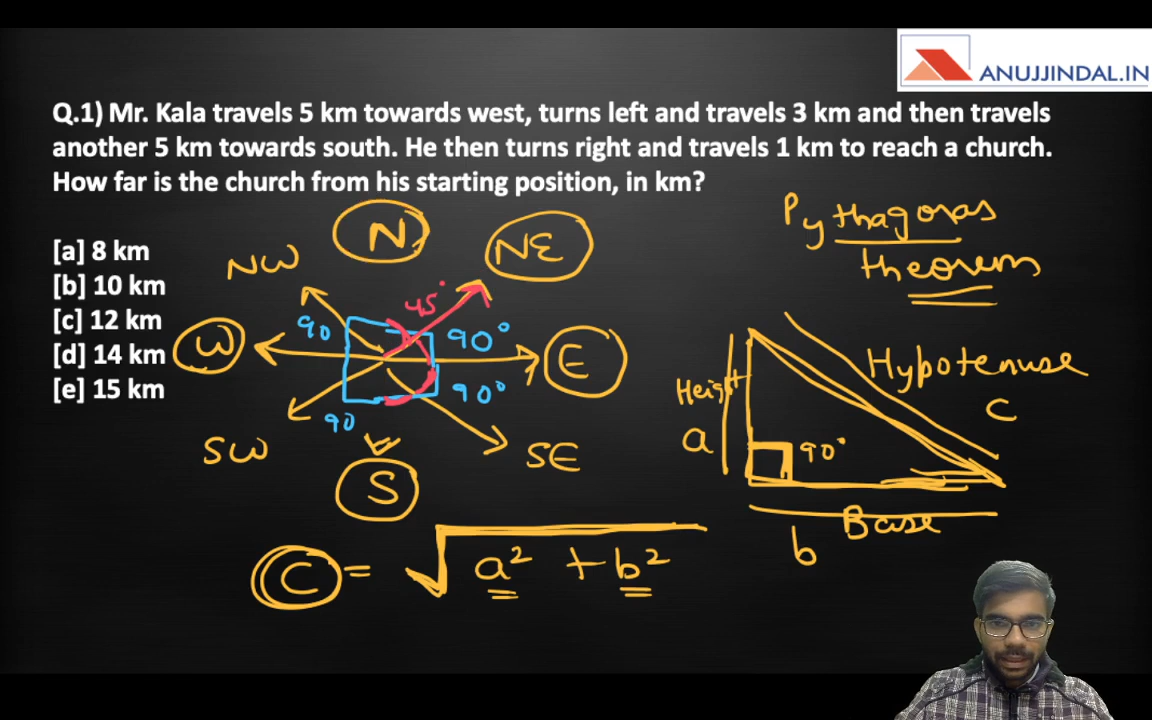 ANUJJINDAL.IN
Q.1) Mr. Kala travels 5 km towards west, turns left and travels 3 km and then travels
another 5 km towards south. He then turns right and travels 1 km to reach a church.
How far is the church from his starting position, in km?
[a] 8 km
[b] 10 km
[c] 12 km
[d] 14 km
[e] 15 km
N
NE
NW
45°
90
90°
W
E
90
90°
SW
SE
S
Pythagoras
theorem
Hypotenuse
c
Height
a
90°
Base
b
C = √a² + b²